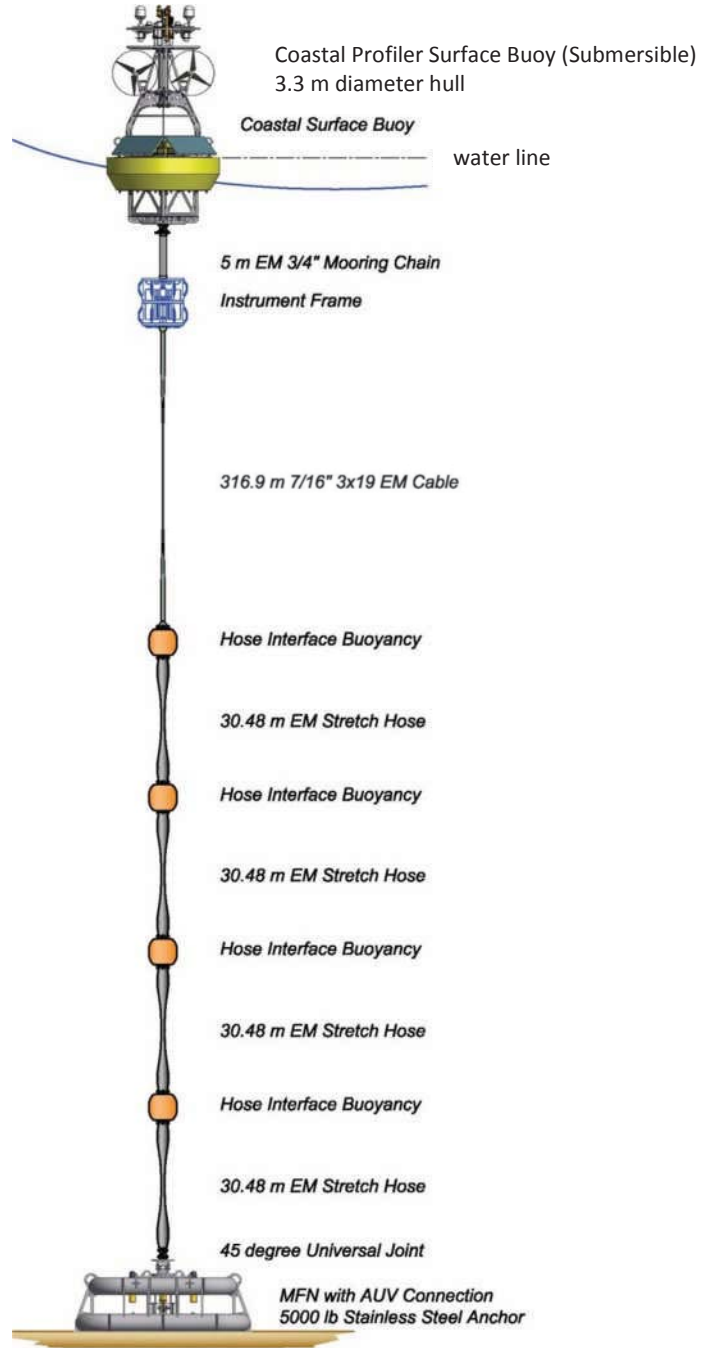 Coastal Profiler Surface Buoy (Submersible)
3.3 m diameter hull
Coastal Surface Buoy
water line
5 m EM 3/4" Mooring Chain
Instrument Frame
316.9 m 7/16" 3x19 EM Cable
Hose Interface Buoyancy
30.48 m EM Stretch Hose
Hose Interface Buoyancy
30.48 m EM Stretch Hose
Hose Interface Buoyancy
30.48 m EM Stretch Hose
Hose Interface Buoyancy
30.48 m EM Stretch Hose
45 degree Universal Joint
MFN with AUV Connection
5000 lb Stainless Steel Anchor